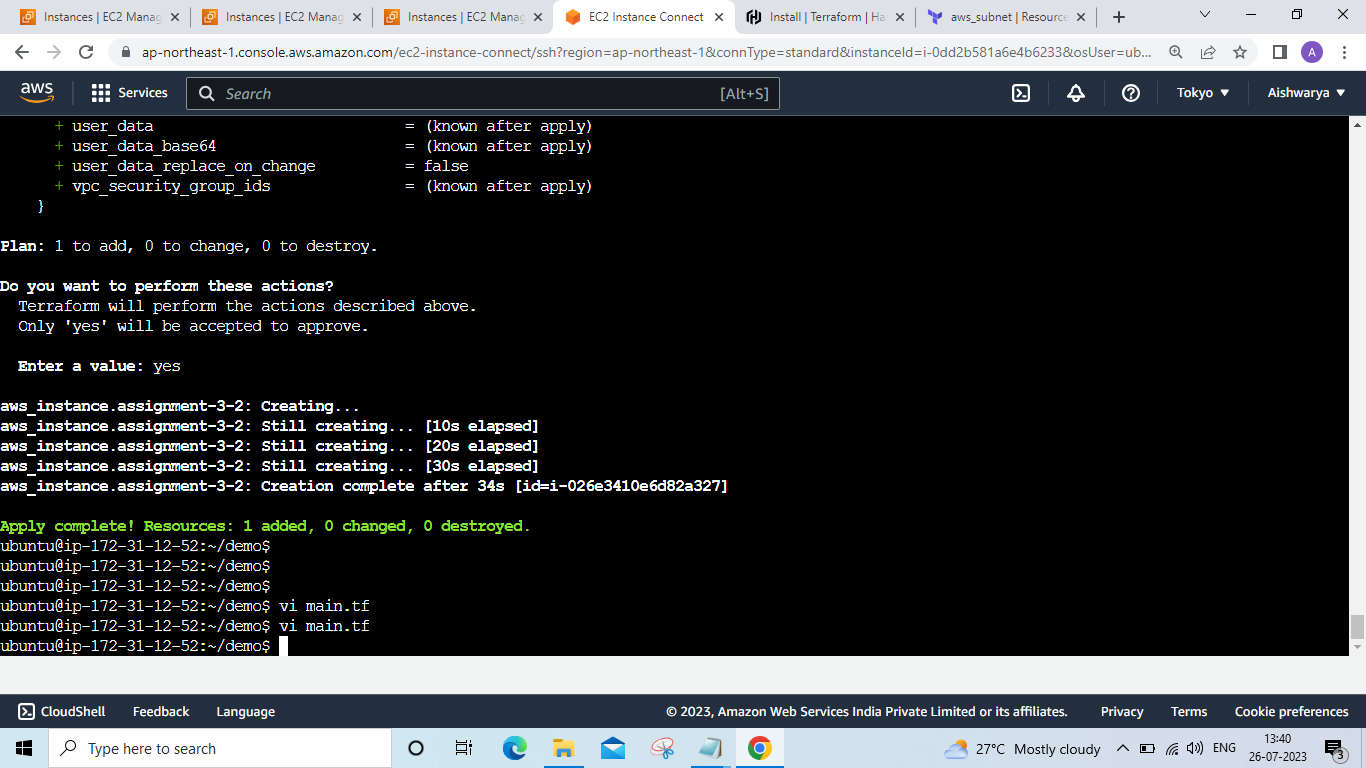 Instances | EC2 Manag
Instances | EC2 Manag
Instances | EC2 Manag
EC2 Instance Connect
Install | Terraform | Ha
aws_subnet | Resource
ap-northeast-1.console.aws.amazon.com/ec2-instance-connect/ssh?region=ap-northeast-1&connType=standard&instanceId=i-0dd2b581a6e4b6233&osUser=ub...
A
aws
Services
Search
[Alt+S]
Tokyo
Aishwarya
+ user_data = (known after apply)
+ user_data_base64 = (known after apply)
+ user_data_replace_on_change = false
+ vpc_security_group_ids = (known after apply)
}
Plan: 1 to add, 0 to change, 0 to destroy.
Do you want to perform these actions?
Terraform will perform the actions described above.
Only 'yes' will be accepted to approve.
Enter a value: yes
aws_instance.assignment-3-2: Creating...
aws_instance.assignment-3-2: Still creating... [10s elapsed]
aws_instance.assignment-3-2: Still creating... [20s elapsed]
aws_instance.assignment-3-2: Still creating... [30s elapsed]
aws_instance.assignment-3-2: Creation complete after 34s [id=i-026e3410e6d82a327]
Apply complete! Resources: 1 added, 0 changed, 0 destroyed.
ubuntu@ip-172-31-12-52:~/demo$
ubuntu@ip-172-31-12-52:~/demo$
ubuntu@ip-172-31-12-52:~/demo$
ubuntu@ip-172-31-12-52:~/demo$ vi main.tf
ubuntu@ip-172-31-12-52:~/demo$ vi main.tf
ubuntu@ip-172-31-12-52:~/demo$
CloudShell
Feedback
Language
© 2023, Amazon Web Services India Private Limited or its affiliates.
Privacy
Terms
Cookie preferences
Type here to search
27°C Mostly cloudy
ENG
13:40
26-07-2023
3